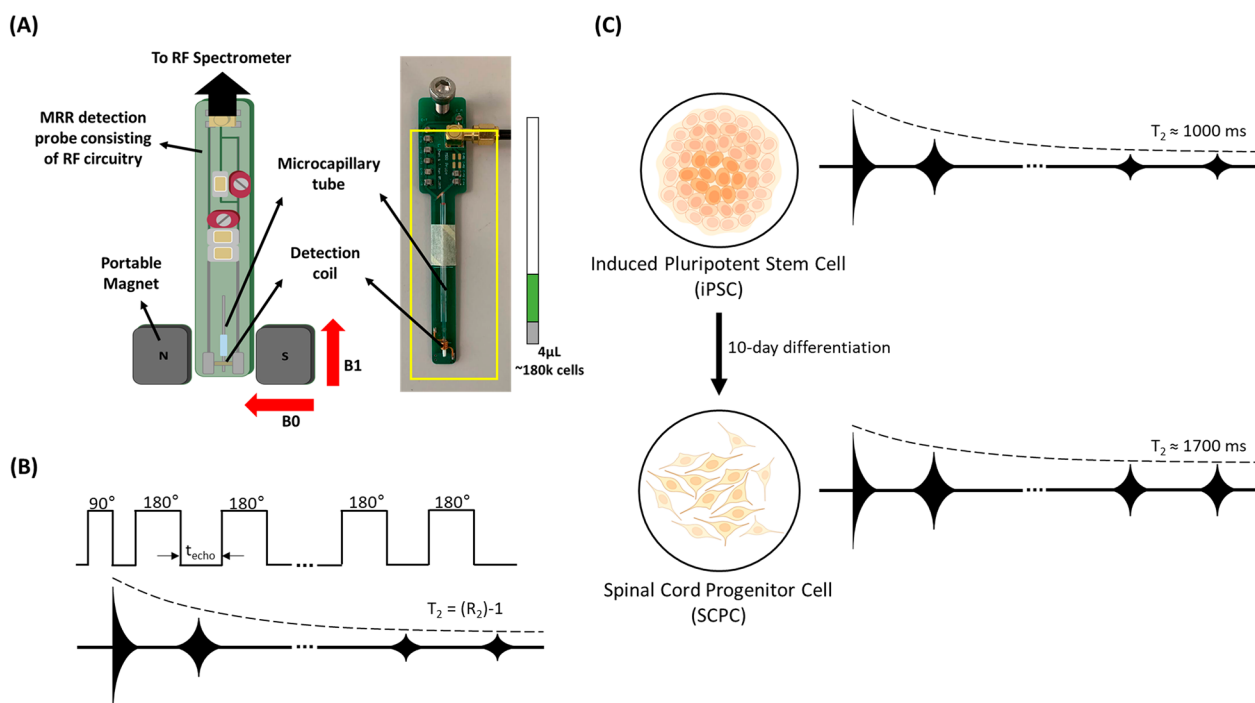 (A)
To RF Spectrometer
MRR detection
probe consisting
of RF circuitry
Microcapillary
tube
Detection
coil
Portable
Magnet
N
S
B1
B0
4µL
~180k cells
(B)
90°
180°
180°
180°
180°
t_echo
...
T₂ = (R₂)-1
...
(C)
Induced Pluripotent Stem Cell
(iPSC)
T₂ ≈ 1000 ms
...
10-day differentiation
Spinal Cord Progenitor Cell
(SCPC)
T₂ ≈ 1700 ms
...